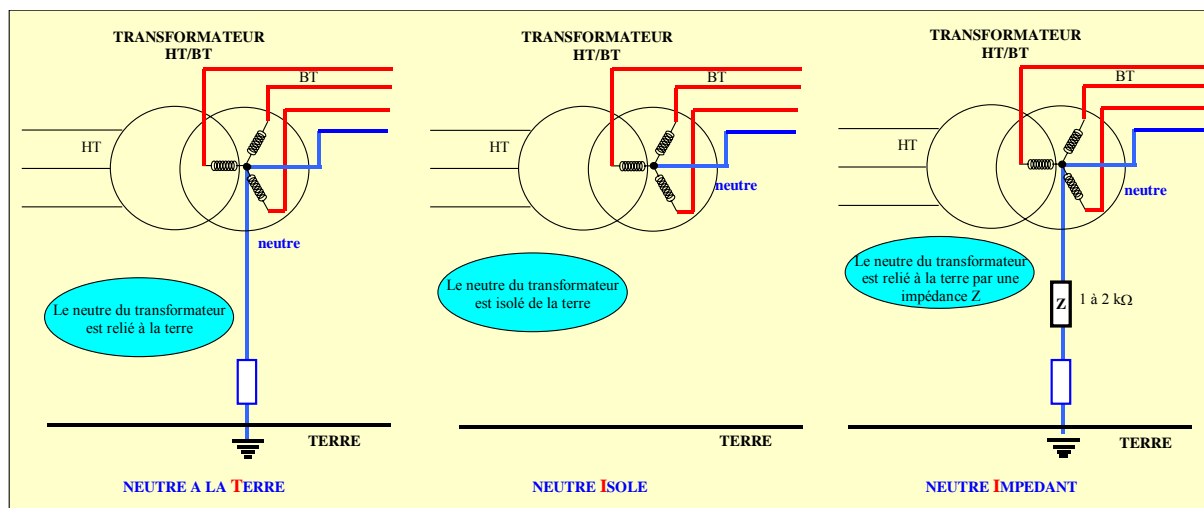 TRANSFORMATEUR
HT/BT
BT
HT
neutre
Le neutre du transformateur
est relié à la terre
TERRE
NEUTRE A LA TERRE
TRANSFORMATEUR
HT/BT
BT
HT
neutre
Le neutre du transformateur
est isolé de la terre
TERRE
NEUTRE ISOLE
TRANSFORMATEUR
HT/BT
BT
HT
neutre
Le neutre du transformateur
est relié à la terre par une
impédance Z
Z
1 à 2 kΩ
TERRE
NEUTRE IMPEDANT